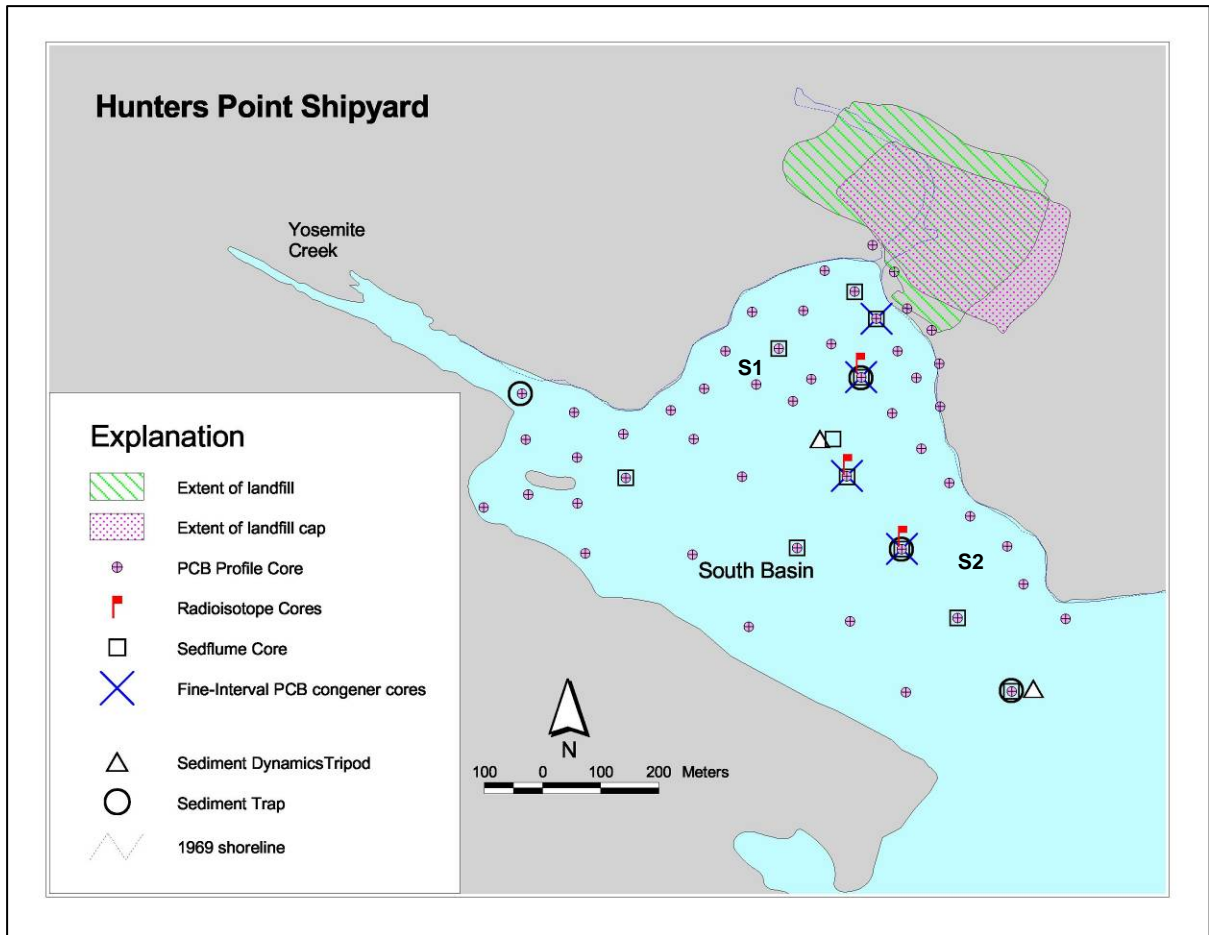 Hunters Point Shipyard
Yosemite
Creek
S1
S2
South Basin
Explanation
Extent of landfill
Extent of landfill cap
PCB Profile Core
Radioisotope Cores
Sedflume Core
Fine-Interval PCB congener cores
Sediment DynamicsTripod
Sediment Trap
1969 shoreline
N
100 0 100 200 Meters